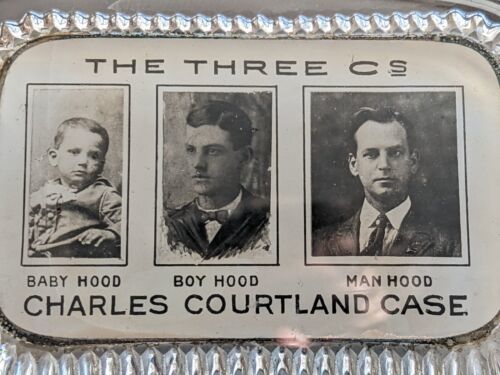 THE THREE Cs
BABY HOOD BOY HOOD MAN HOOD
CHARLES COURTLAND CASE.